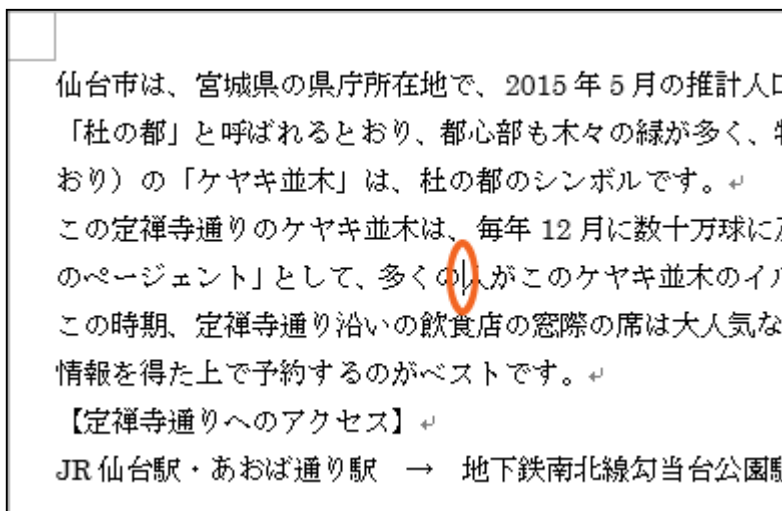 仙台市は、宮城県の県庁所在地で、2015 年 5 月の推計人口
「杜の都」と呼ばれるとおり、都心部も木々の緑が多く、特
おり）の「ケヤキ並木」は、杜の都のシンボルです。
この定禅寺通りのケヤキ並木は、毎年 12 月に数十万球に
のページェント」として、多くの人がこのケヤキ並木のイ
この時期、定禅寺通り沿いの飲食店の窓際の席は大人気な
情報を得た上で予約するのがベストです。
【定禅寺通りへのアクセス】
JR 仙台駅・あおば通り駅 → 地下鉄南北線勾当台公園駅